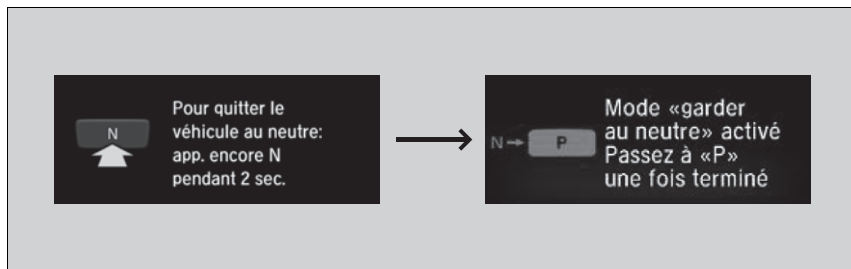 N
Pour quitter le
véhicule au neutre:
app. encore N
pendant 2 sec.
N
P
Mode «garder
au neutre» activé
Passez à «P»
une fois terminé